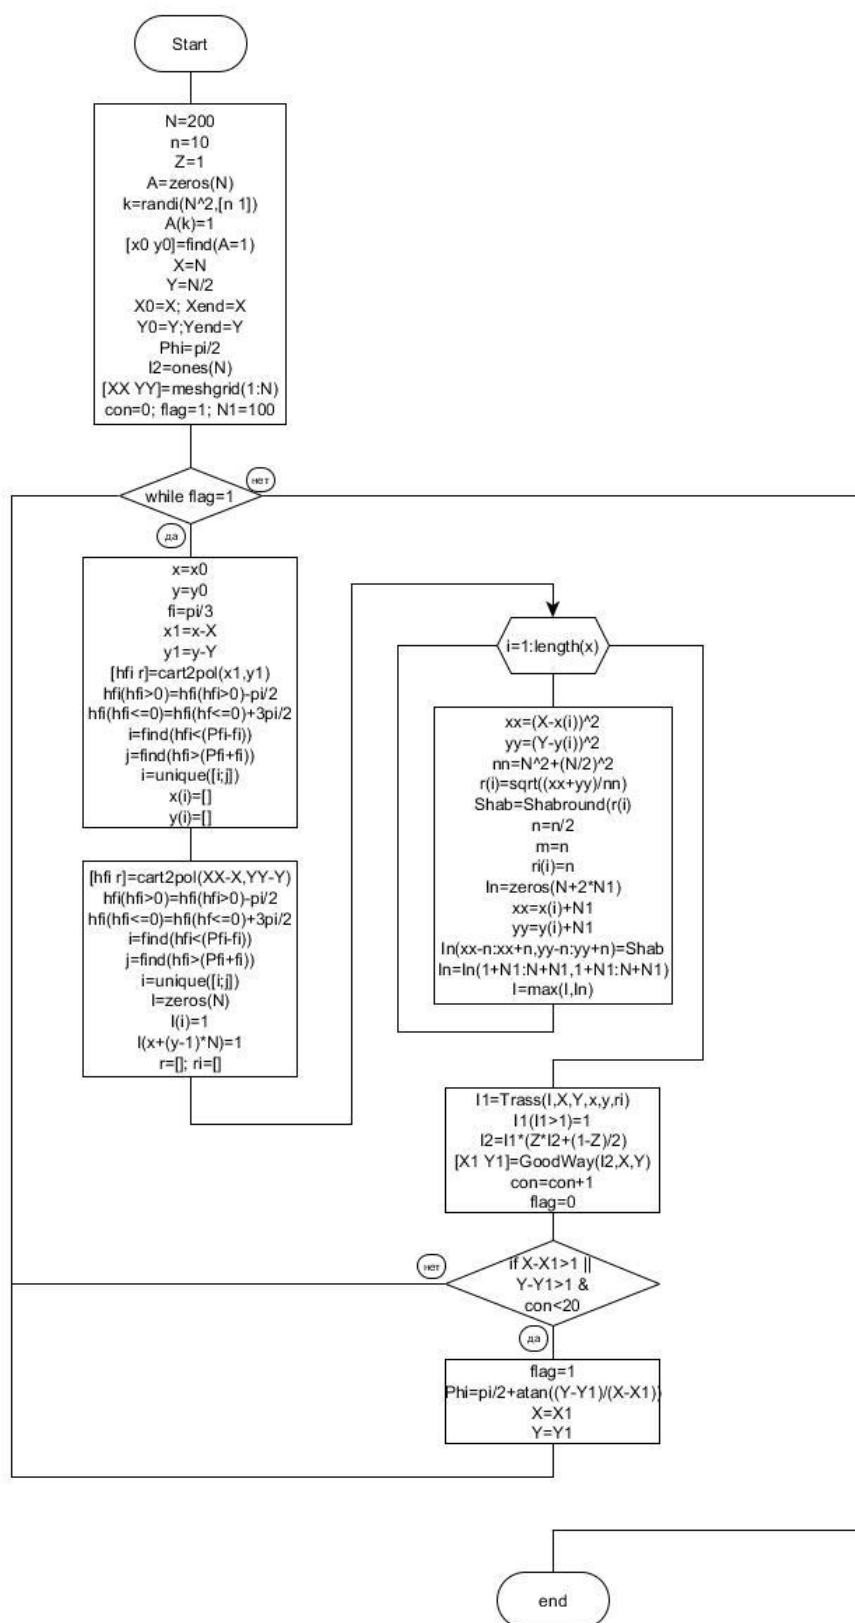 Start
N=200
n=10
Z=1
A=zeros(N)
k=randi(N^2,[n 1])
A(k)=1
[x0 y0]=find(A=1)
X=N
Y=N/2
X0=X; Xend=X
Y0=Y;Yend=Y
Phi=pi/2
I2=ones(N)
[XX YY]=meshgrid(1:N)
con=0; flag=1; N1=100
while flag=1
нет
да
x=x0
y=y0
fi=pi/3
x1=x-X
y1=y-Y
[hfi r]=cart2pol(x1,y1)
hfi(hfi>0)=hfi(hfi>0)-pi/2
hfi(hfi<=0)=hfi(hf<=0)+3pi/2
i=find(hfi<(Pfi-fi))
j=find(hfi>(Pfi+fi))
i=unique([i;j])
x(i)=[]
y(i)=[]
[hfi r]=cart2pol(XX-X,YY-Y)
hfi(hfi>0)=hfi(hfi>0)-pi/2
hfi(hfi<=0)=hfi(hf<=0)+3pi/2
i=find(hfi<(Pfi-fi))
j=find(hfi>(Pfi+fi))
i=unique([i;j])
I=zeros(N)
I(i)=1
I(x+(y-1)*N)=1
r=[]; ri=[]
i=1:length(x)
xx=(X-x(i))^2
yy=(Y-y(i))^2
nn=N^2+(N/2)^2
r(i)=sqrt((xx+yy)/nn)
Shab=Shabround(r(i)
n=n/2
m=n
ri(i)=n
In=zeros(N+2*N1)
xx=x(i)+N1
yy=y(i)+N1
In(xx-n:xx+n,yy-n:yy+n)=Shab
In=In(1+N1:N+N1,1+N1:N+N1)
I=max(I,In)
I1=Trass(I,X,Y,x,y,ri)
I1(I1>1)=1
I2=I1*(Z*I2+(1-Z)/2)
[X1 Y1]=GoodWay(I2,X,Y)
con=con+1
flag=0
нет
if X-X1>1 ||
Y-Y1>1 &
con<20
да
flag=1
Phi=pi/2+atan((Y-Y1)/(X-X1))
X=X1
Y=Y1
end